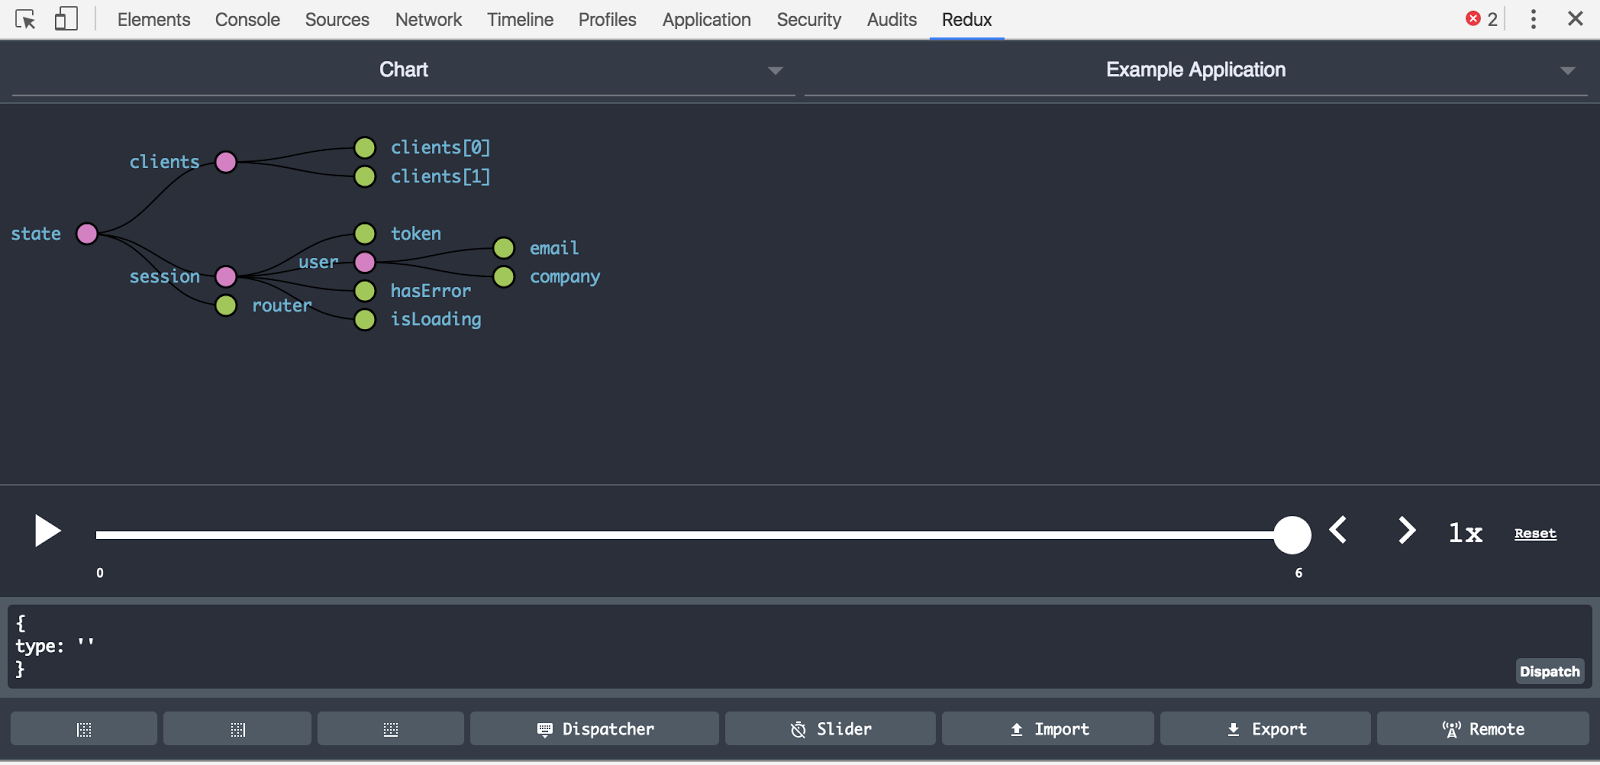 Elements Console Sources Network Timeline Profiles Application Security Audits Redux 2
Chart Example Application
clients clients[0]
clients[1]
state token
user email
session company
hasError
router
isLoading
1x Reset
0 6
{
type: ''
}
Dispatch
Dispatcher Slider Import Export Remote